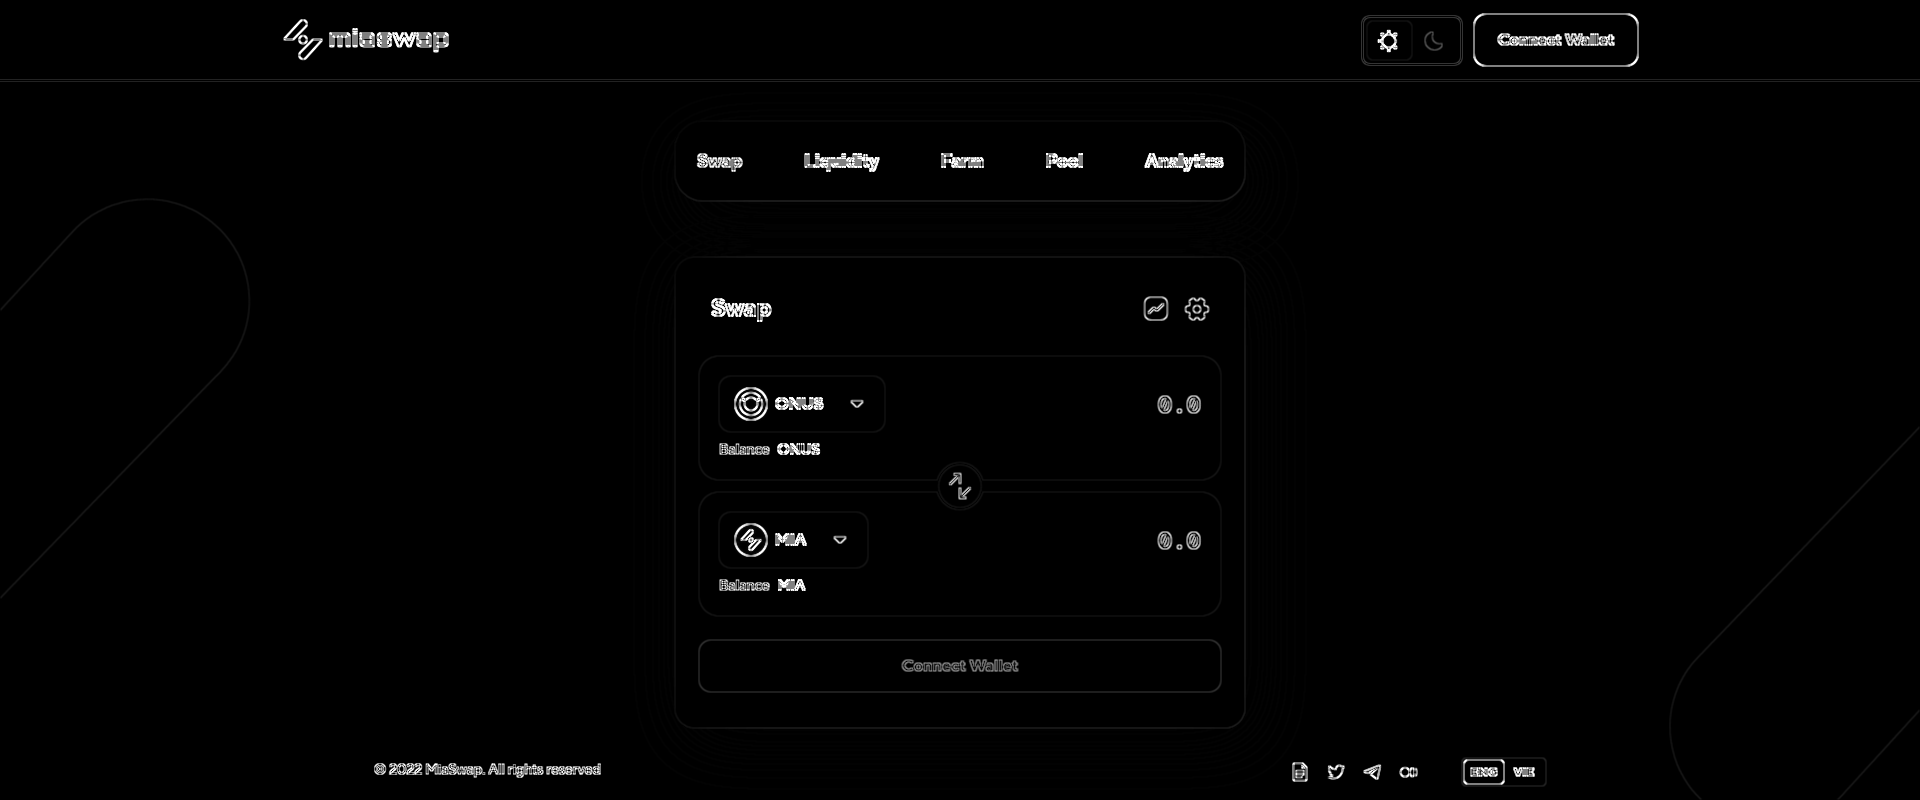 miaswap
Connect Wallet
Swap Liquidity Farm Pool Analytics
Swap
ONUS
0.0
Balance ONUS
MIA
0.0
Balance MIA
Connect Wallet
© 2022 MiaSwap. All rights reserved
ENG VIE